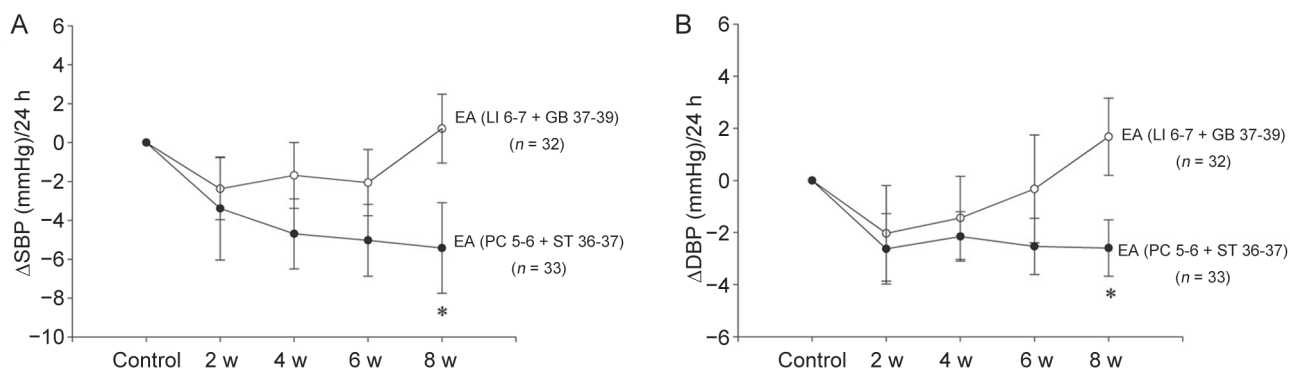 A
ΔSBP (mmHg)/24 h
6
4
2
0
−2
−4
−6
−8
−10
EA (LI 6-7 + GB 37-39)
(n = 32)
EA (PC 5-6 + ST 36-37)
(n = 33)
*
Control 2 w 4 w 6 w 8 w
B
ΔDBP (mmHg)/24 h
6
4
2
0
−2
−4
−6
EA (LI 6-7 + GB 37-39)
(n = 32)
EA (PC 5-6 + ST 36-37)
(n = 33)
*
Control 2 w 4 w 6 w 8 w